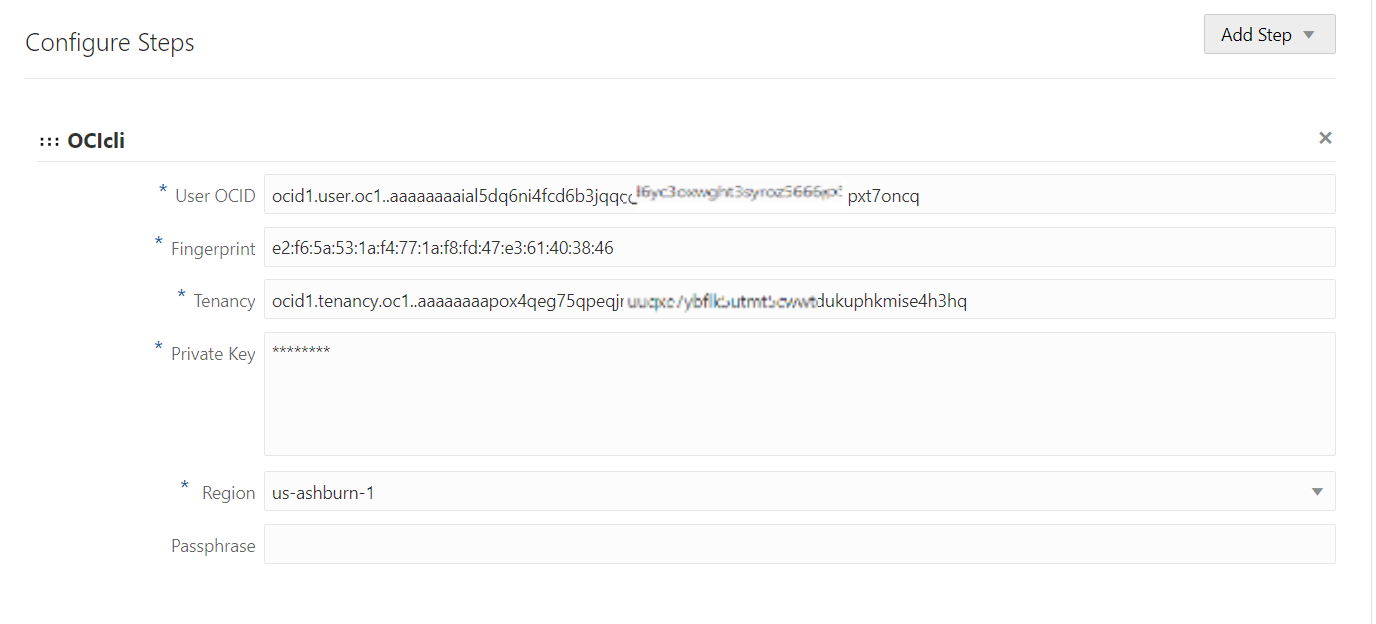 Configure Steps
Add Step
OCIcli
* User OCID ocid1.user.oc1..aaaaaaaaial5dq6ni4fcd6b3jqqc pxt7oncq
* Fingerprint e2:f6:5a:53:1a:f4:77:1a:f8:fd:47:e3:61:40:38:46
* Tenancy ocid1.tenancy.oc1..aaaaaaaapox4qeg75qpeqj dukuphkmise4h3hq
* Private Key ********
* Region us-ashburn-1
Passphrase